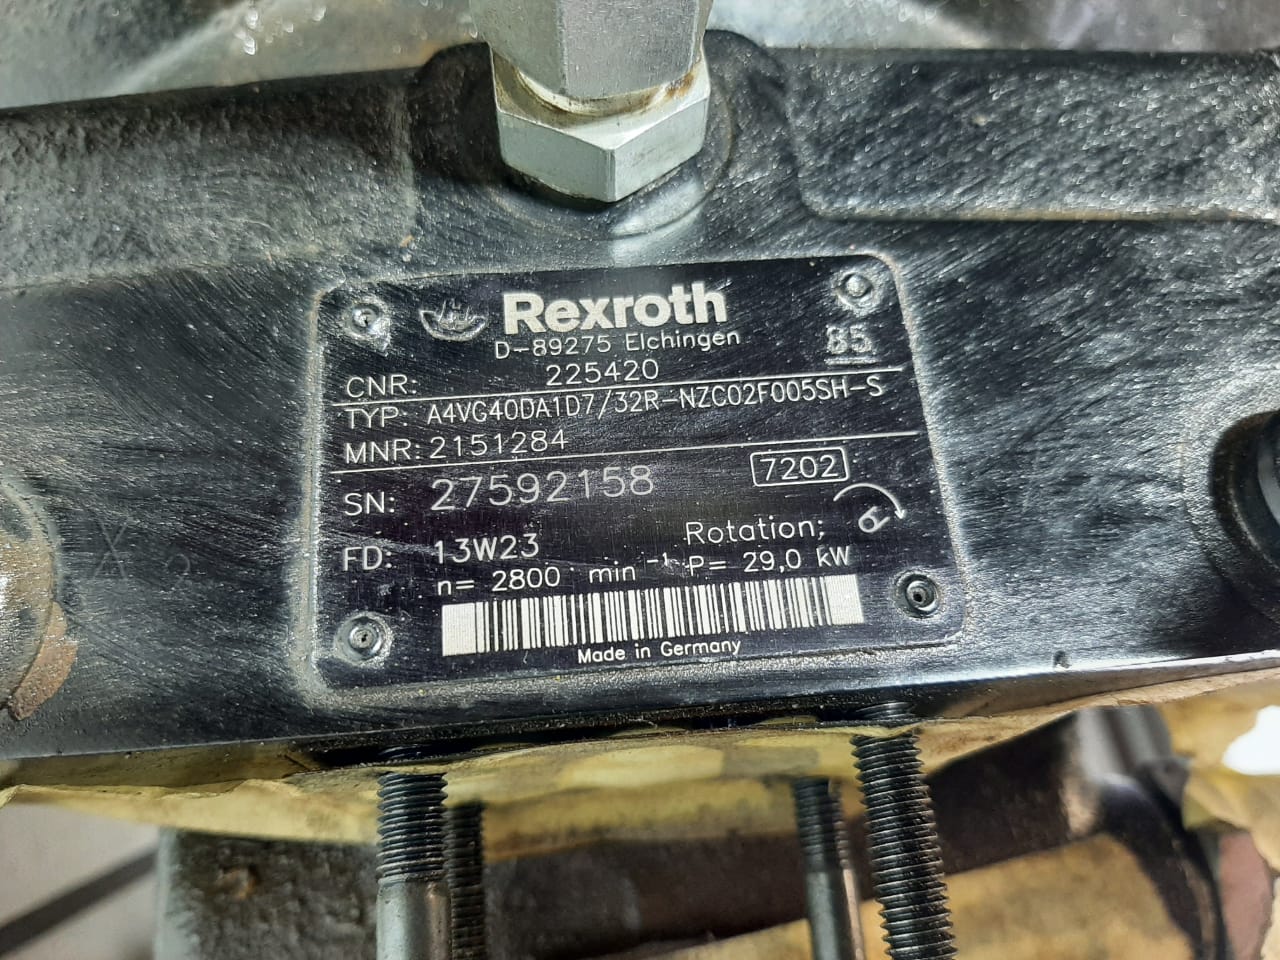 Rexroth
D-89275 Elchingen
85
CNR: 225420
TYP: A4VG40DA1D7/32R-NZC02F005SH-S
MNR: 2151284
SN: 27592158 7202
Rotation;
FD: 13W23
n= 2800 min⁻¹ P= 29,0 kW
Made in Germany